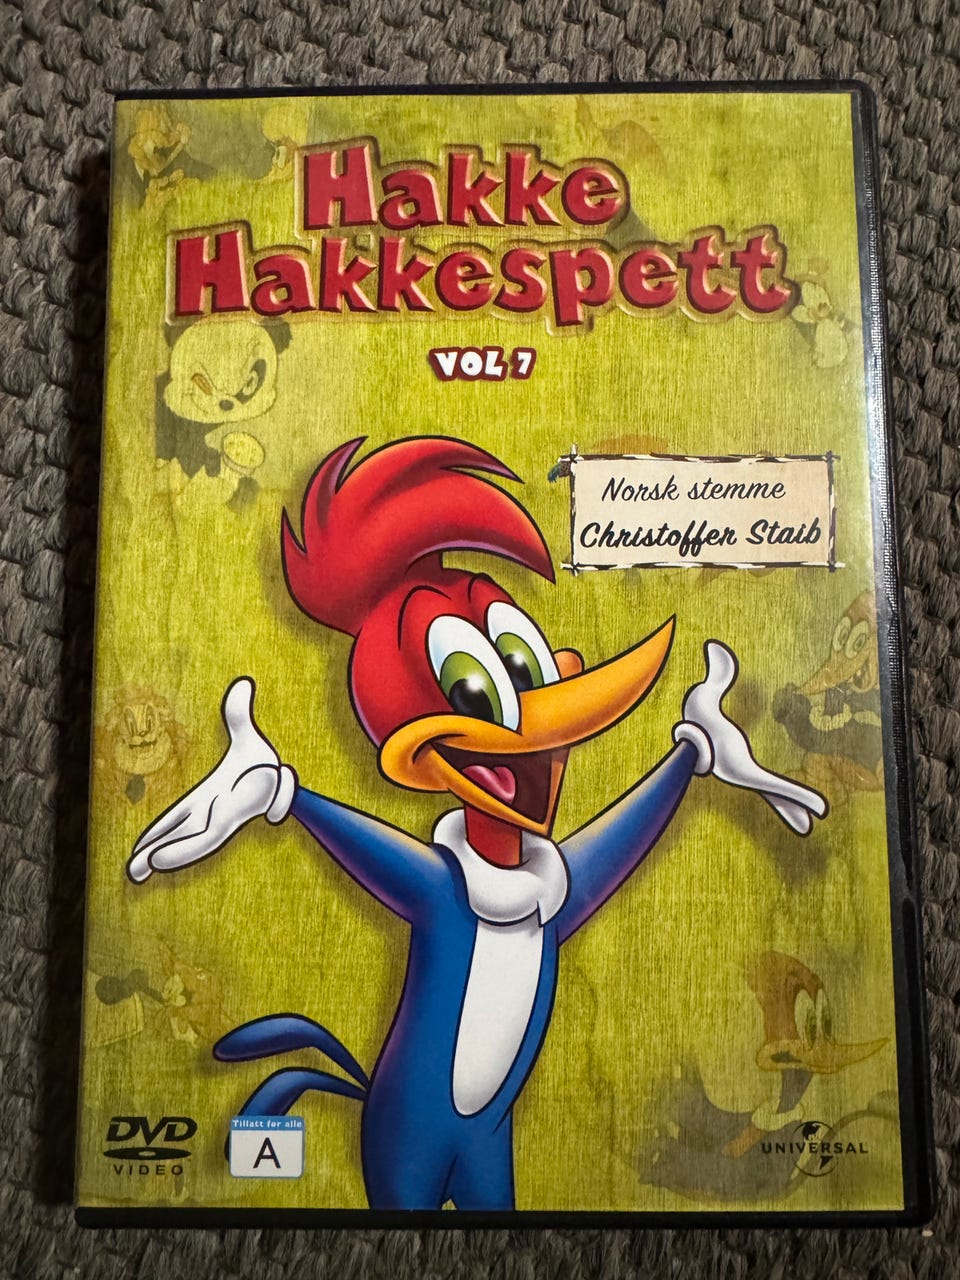 Hakke
Hakkespett
VOL 7
Norsk stemme
Christoffer Staib
DVD
VIDEO
Tillatt for alle
A
UNIVERSAL